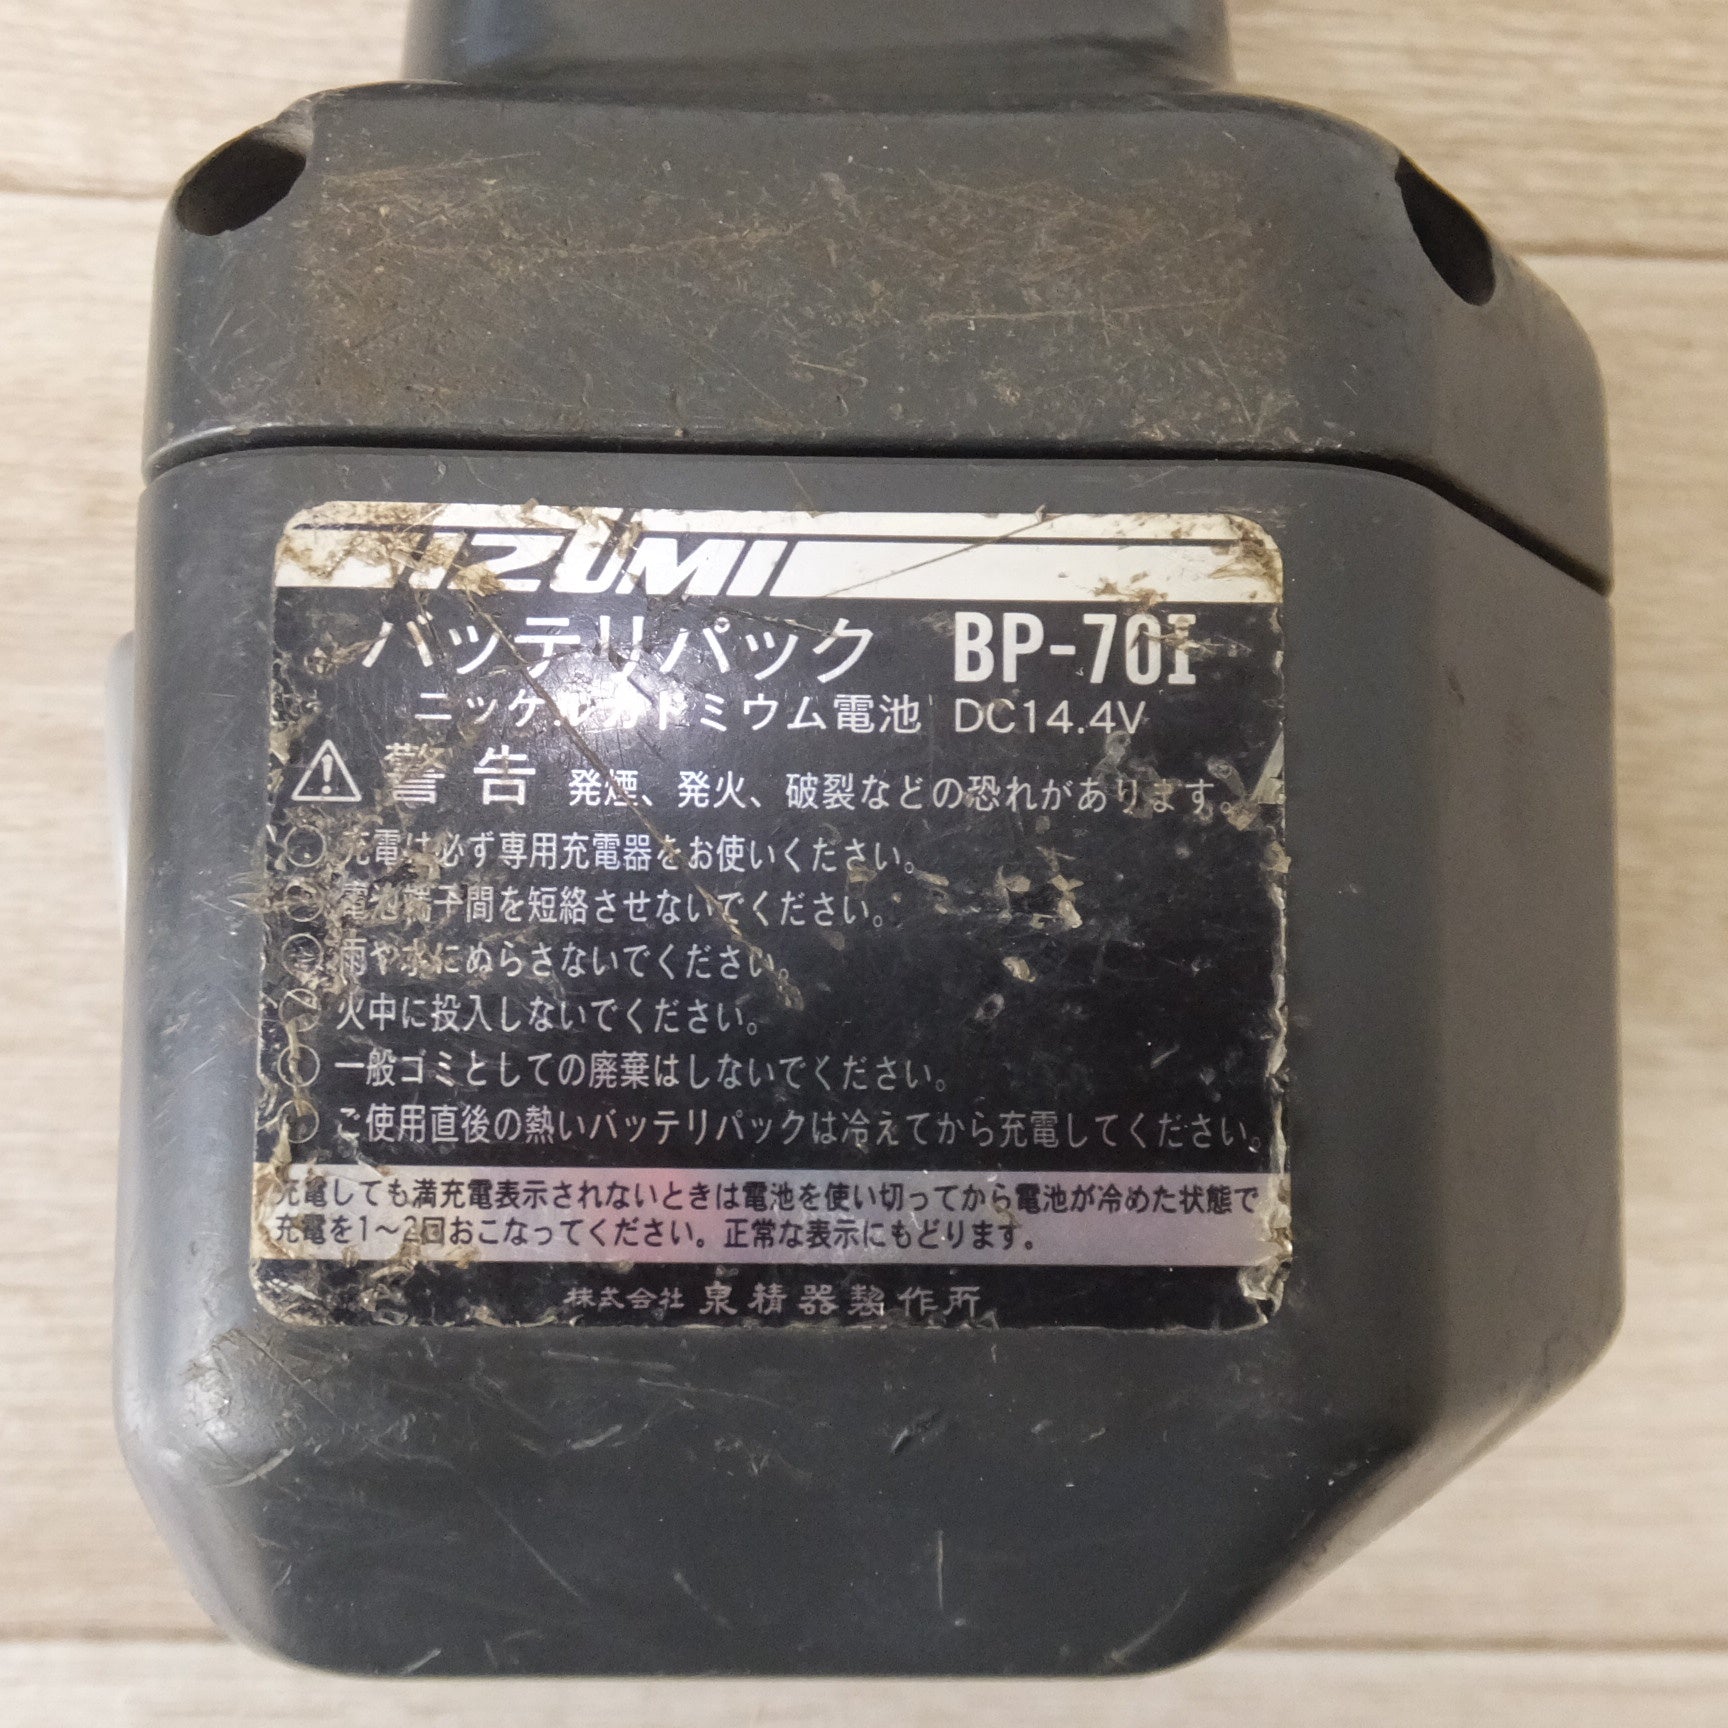 IZUMI
バッテリパック BP-70I
ニッケルカドミウム電池 DC14.4V
警告 発煙、発火、破裂などの恐れがあります。
○ 充電は必ず専用充電器をお使いください。
○ 電池端子間を短絡させないでください。
○ 雨や水にぬらさないでください。
○ 火中に投入しないでください。
○ 一般ゴミとしての廃棄はしないでください。
○ ご使用直後の熱いバッテリパックは冷えてから充電してください。
充電しても満充電表示されないときは電池を使い切ってから電池が冷めた状態で
充電を1～2回おこなってください。正常な表示にもどります。
株式会社 泉精器製作所